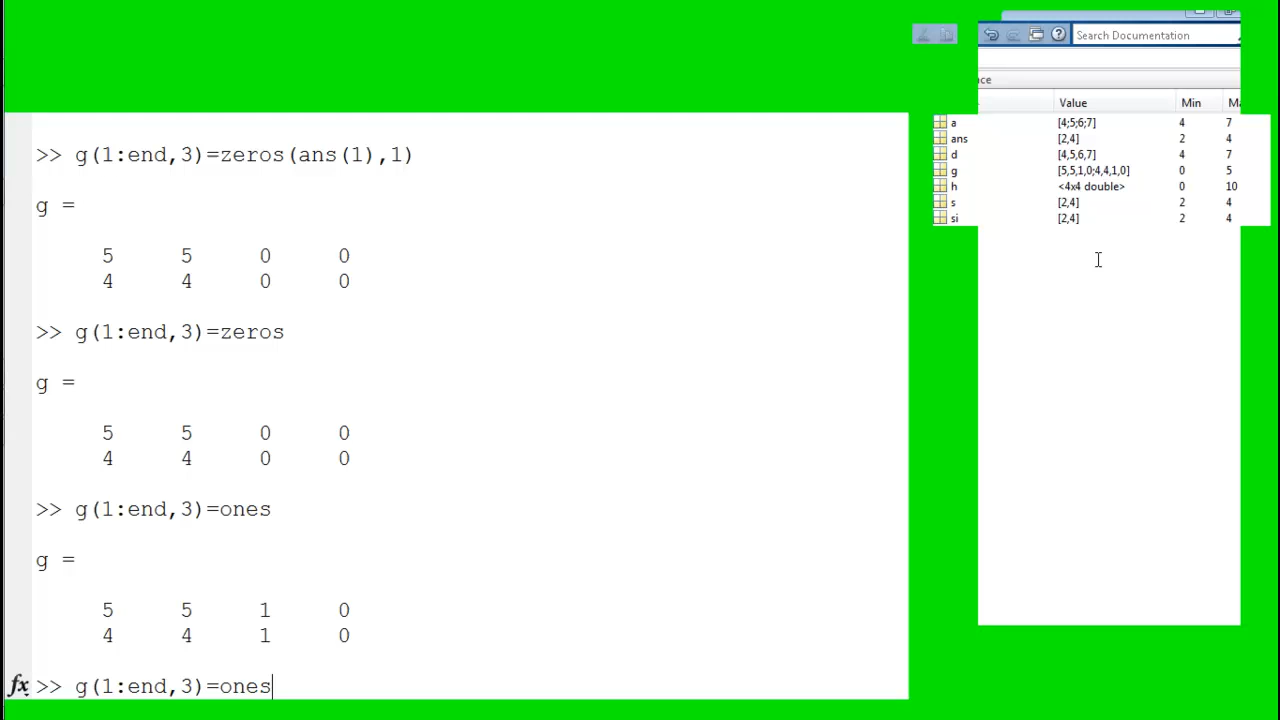 >> g(1:end,3)=zeros(ans(1),1)
g =
5 5 0 0
4 4 0 0
>> g(1:end,3)=zeros
g =
5 5 0 0
4 4 0 0
>> g(1:end,3)=ones
g =
5 5 1 0
4 4 1 0
fx >> g(1:end,3)=ones
Search Documentation
Value Min
a [4;5;6;7] 4 7
ans [2,4] 2 4
d [4,5,6,7] 4 7
g [5,5,1,0;4,4,1,0] 0 5
h <4x4 double> 0 10
s [2,4] 2 4
si [2,4] 2 4